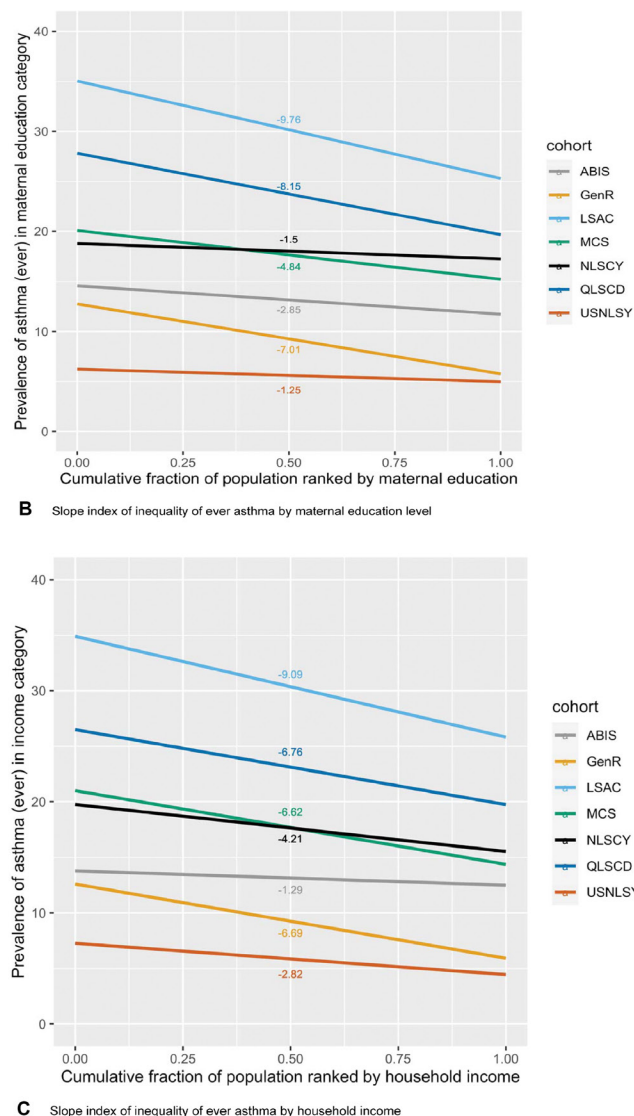 Prevalence of asthma (ever) in maternal education category
40
30
20
10
0
-9.76
-8.15
-1.5
-4.84
-2.85
-7.01
-1.25
0.00 0.25 0.50 0.75 1.00
Cumulative fraction of population ranked by maternal education
cohort
ABIS
GenR
LSAC
MCS
NLSCY
QLSCD
USNLSY
B Slope index of inequality of ever asthma by maternal education level
Prevalence of asthma (ever) in income category
40
30
20
10
0
-9.09
-6.76
-6.62
-4.21
-1.29
-6.69
-2.82
0.00 0.25 0.50 0.75 1.00
Cumulative fraction of population ranked by household income
cohort
ABIS
GenR
LSAC
MCS
NLSCY
QLSCD
USNLSY
C Slope index of inequality of ever asthma by household income